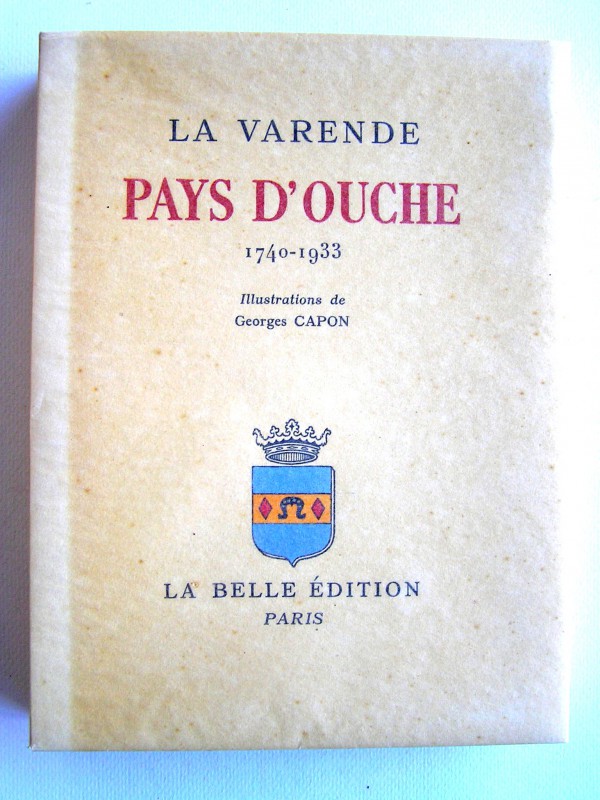 LA VARENDE
PAYS D'OUCHE
1740-1933
Illustrations de
Georges CAPON
LA BELLE ÉDITION
PARIS